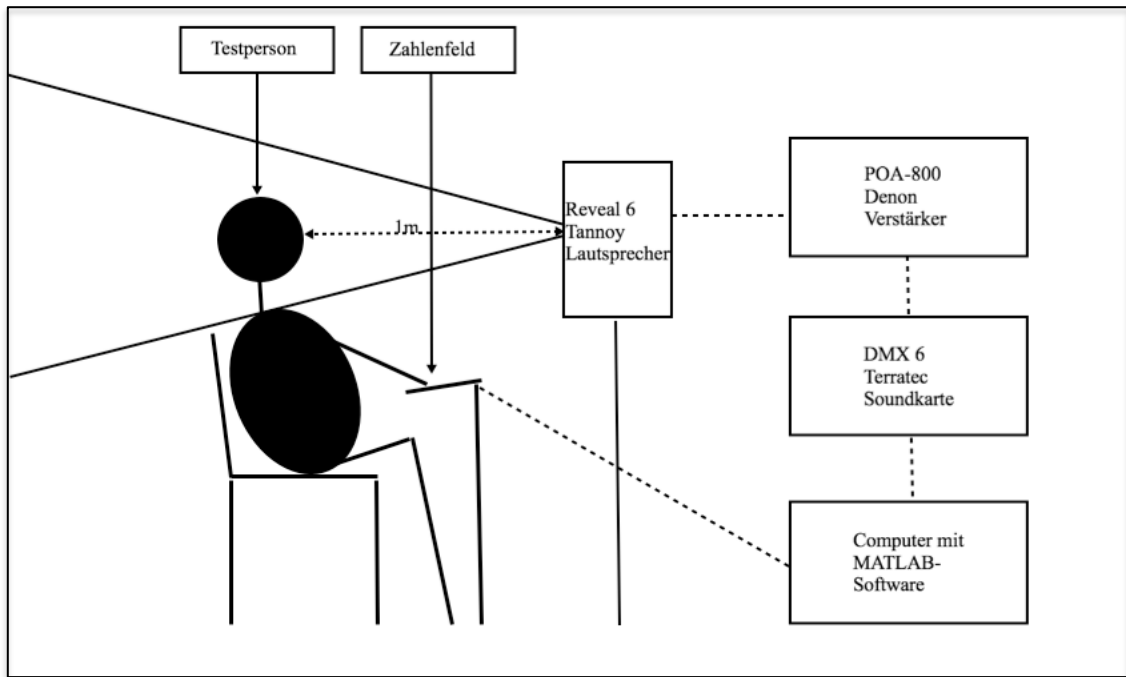 Testperson
Zahlenfeld
1m
Reveal 6
Tannoy
Lautsprecher
POA-800
Denon
Verstärker
DMX 6
Terratec
Soundkarte
Computer mit
MATLAB-
Software